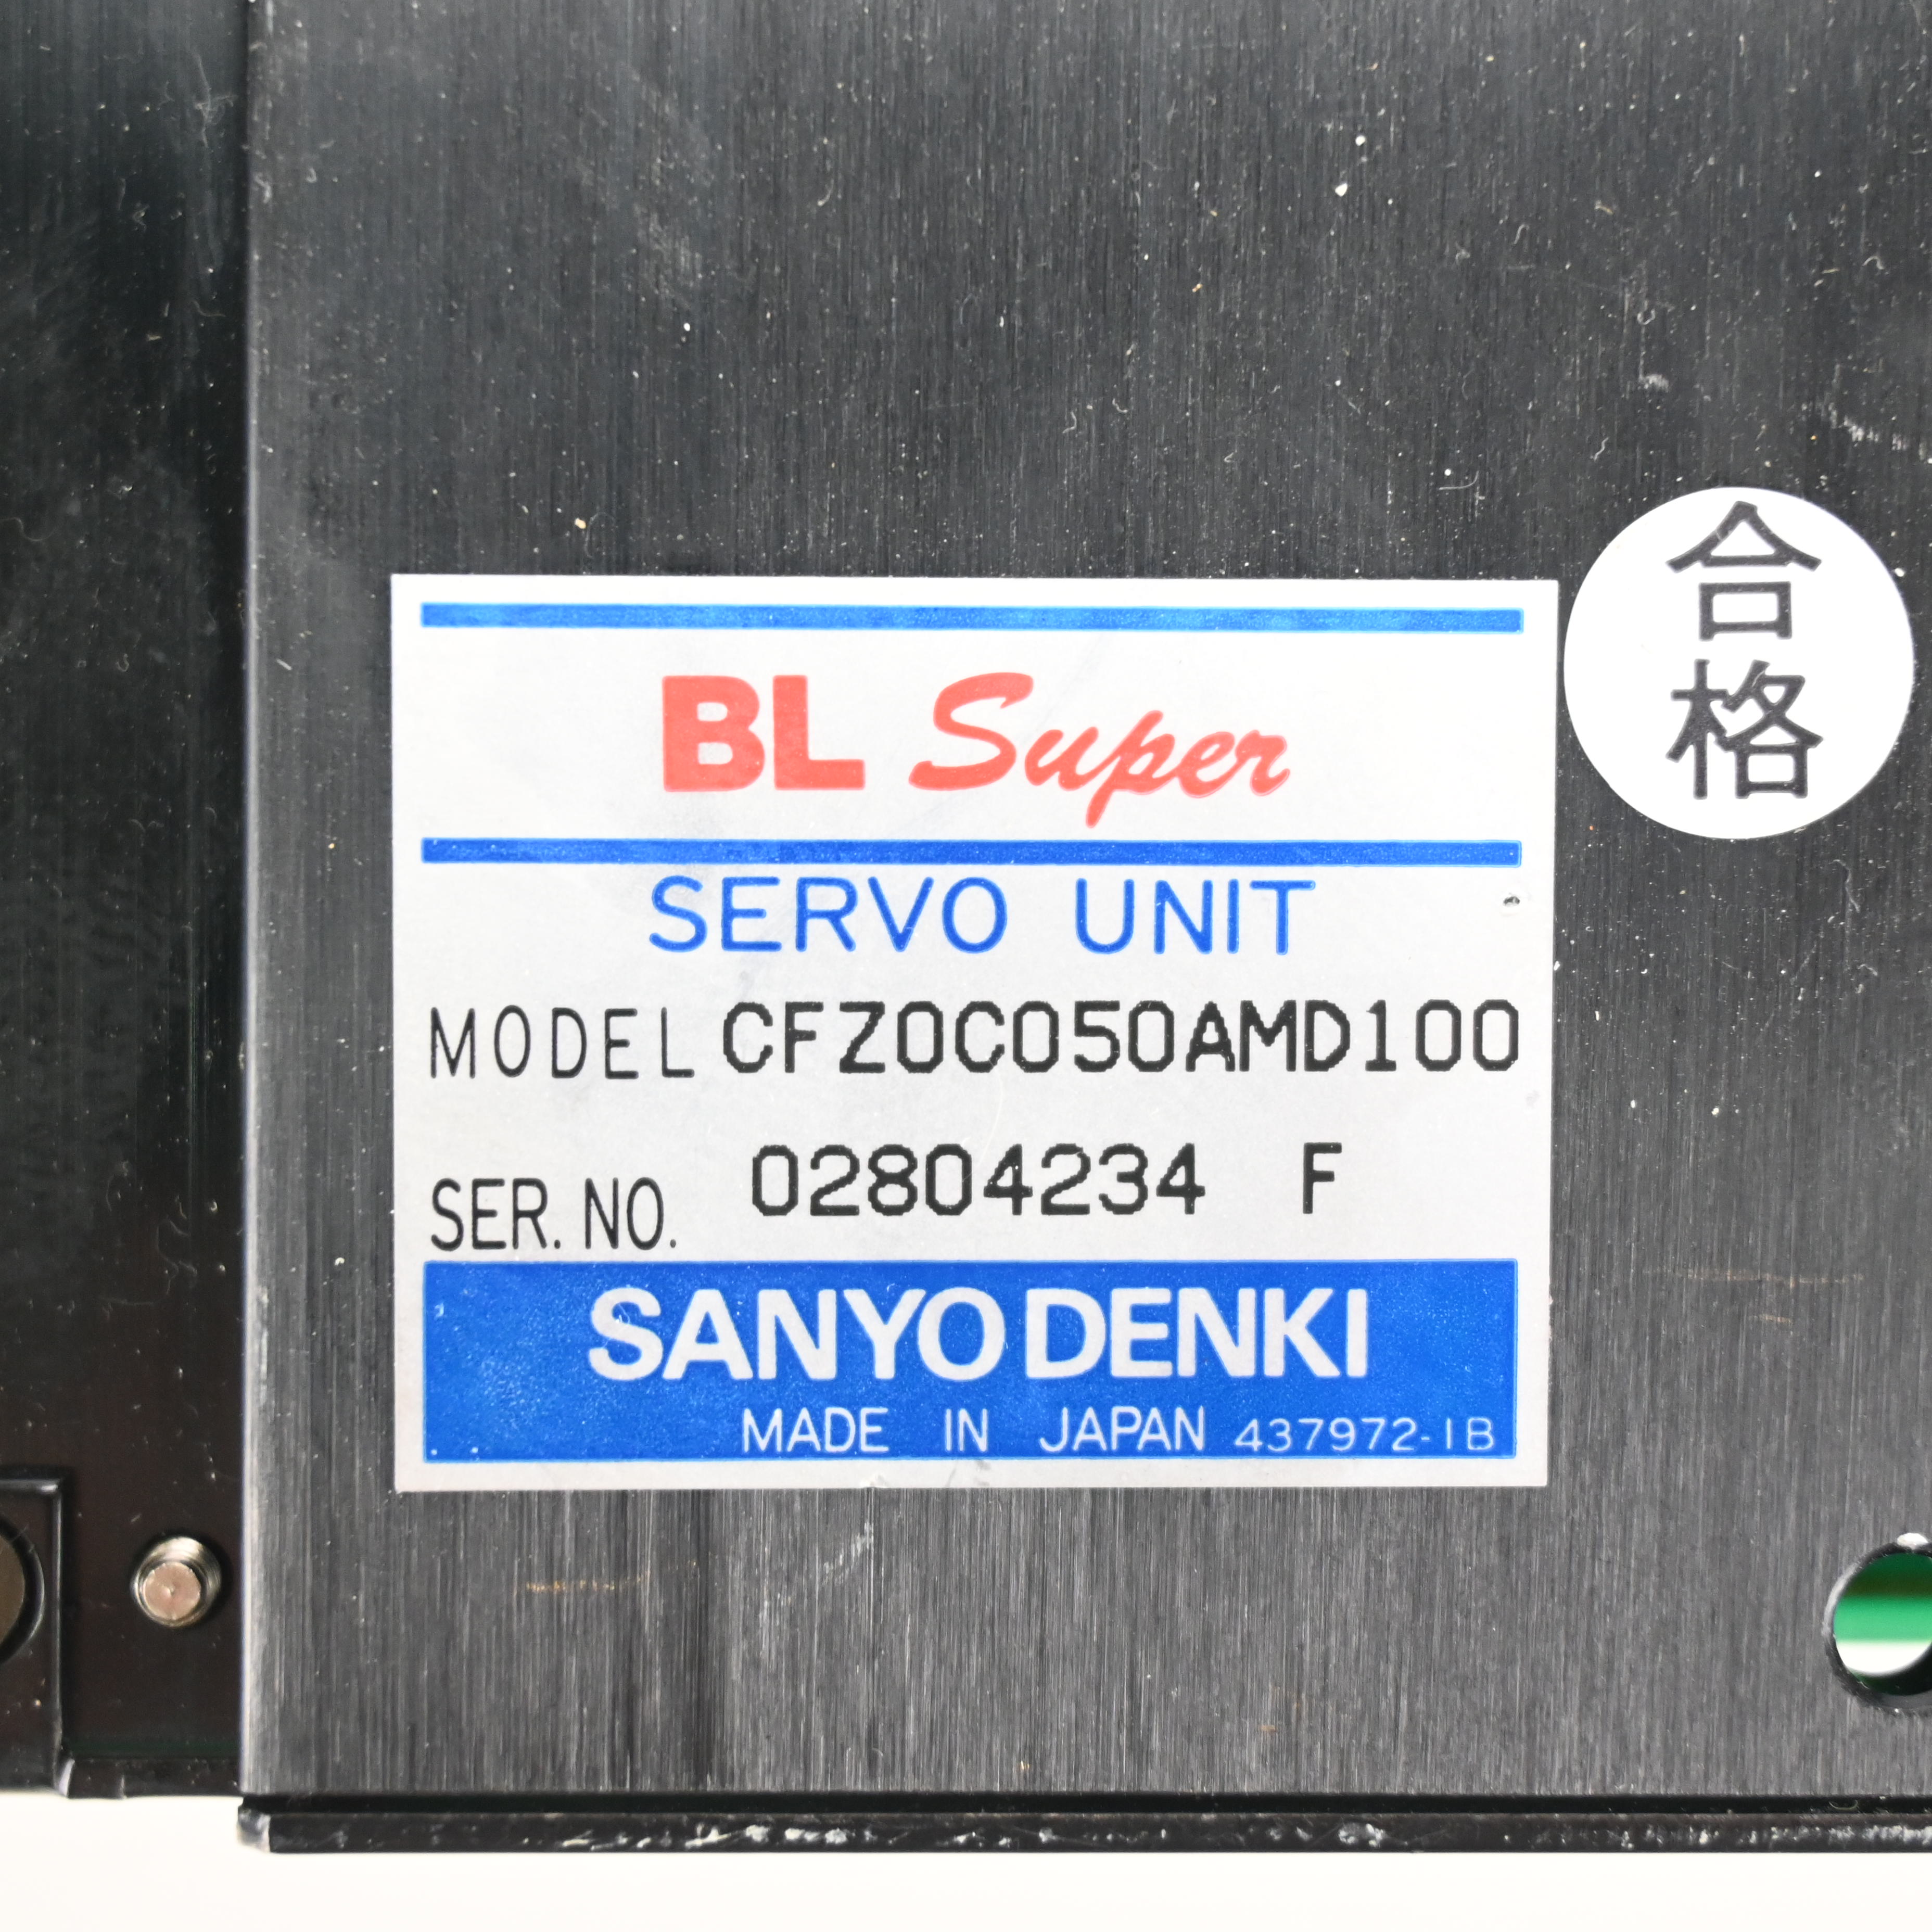 BL Super
SERVO UNIT
MODEL CFZ0C050AMD100
SER. NO. 02804234 F
SANYO DENKI
MADE IN JAPAN 437972-1B
合
格